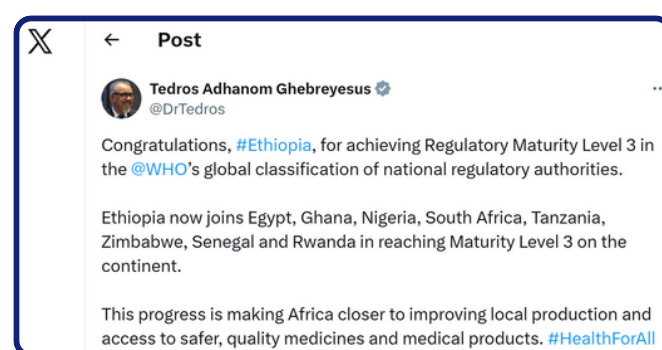 Post
Tedros Adhanom Ghebreyesus
@DrTedros
Congratulations, #Ethiopia, for achieving Regulatory Maturity Level 3 in
the @WHO’s global classification of national regulatory authorities.
Ethiopia now joins Egypt, Ghana, Nigeria, South Africa, Tanzania,
Zimbabwe, Senegal and Rwanda in reaching Maturity Level 3 on the
continent.
This progress is making Africa closer to improving local production and
access to safer, quality medicines and medical products. #HealthForAll